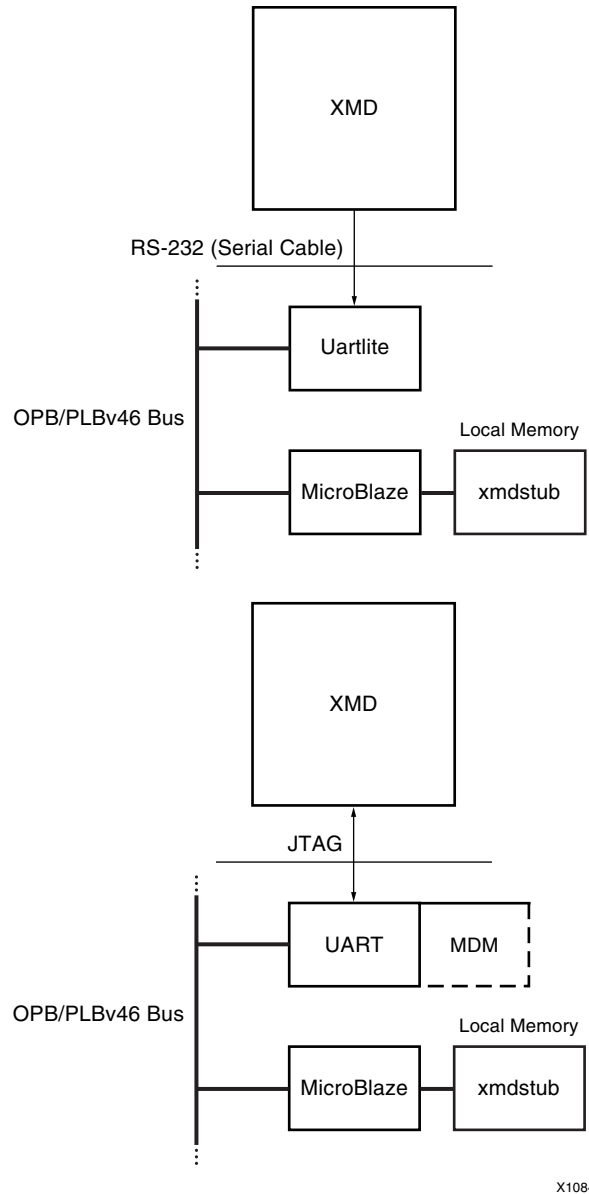 XMD
RS-232 (Serial Cable)
Uartlite
OPB/PLBv46 Bus
Local Memory
MicroBlaze
xmdstub
XMD
JTAG
UART
MDM
OPB/PLBv46 Bus
Local Memory
MicroBlaze
xmdstub